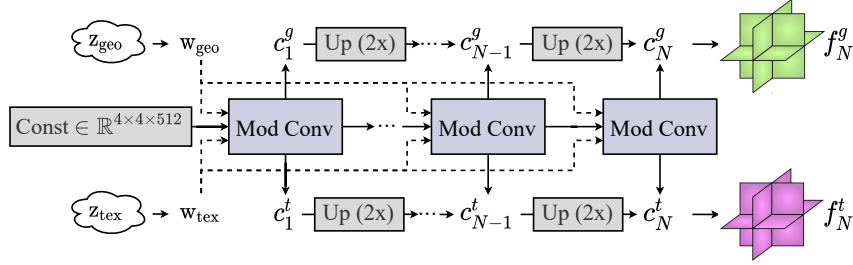 z_geo w_geo c_1^g Up (2x) ... c_{N-1}^g Up (2x) c_N^g f_N^g
Const ∈ ℝ^{4×4×512} Mod Conv ... Mod Conv Mod Conv
z_tex w_tex c_1^t Up (2x) ... c_{N-1}^t Up (2x) c_N^t f_N^t